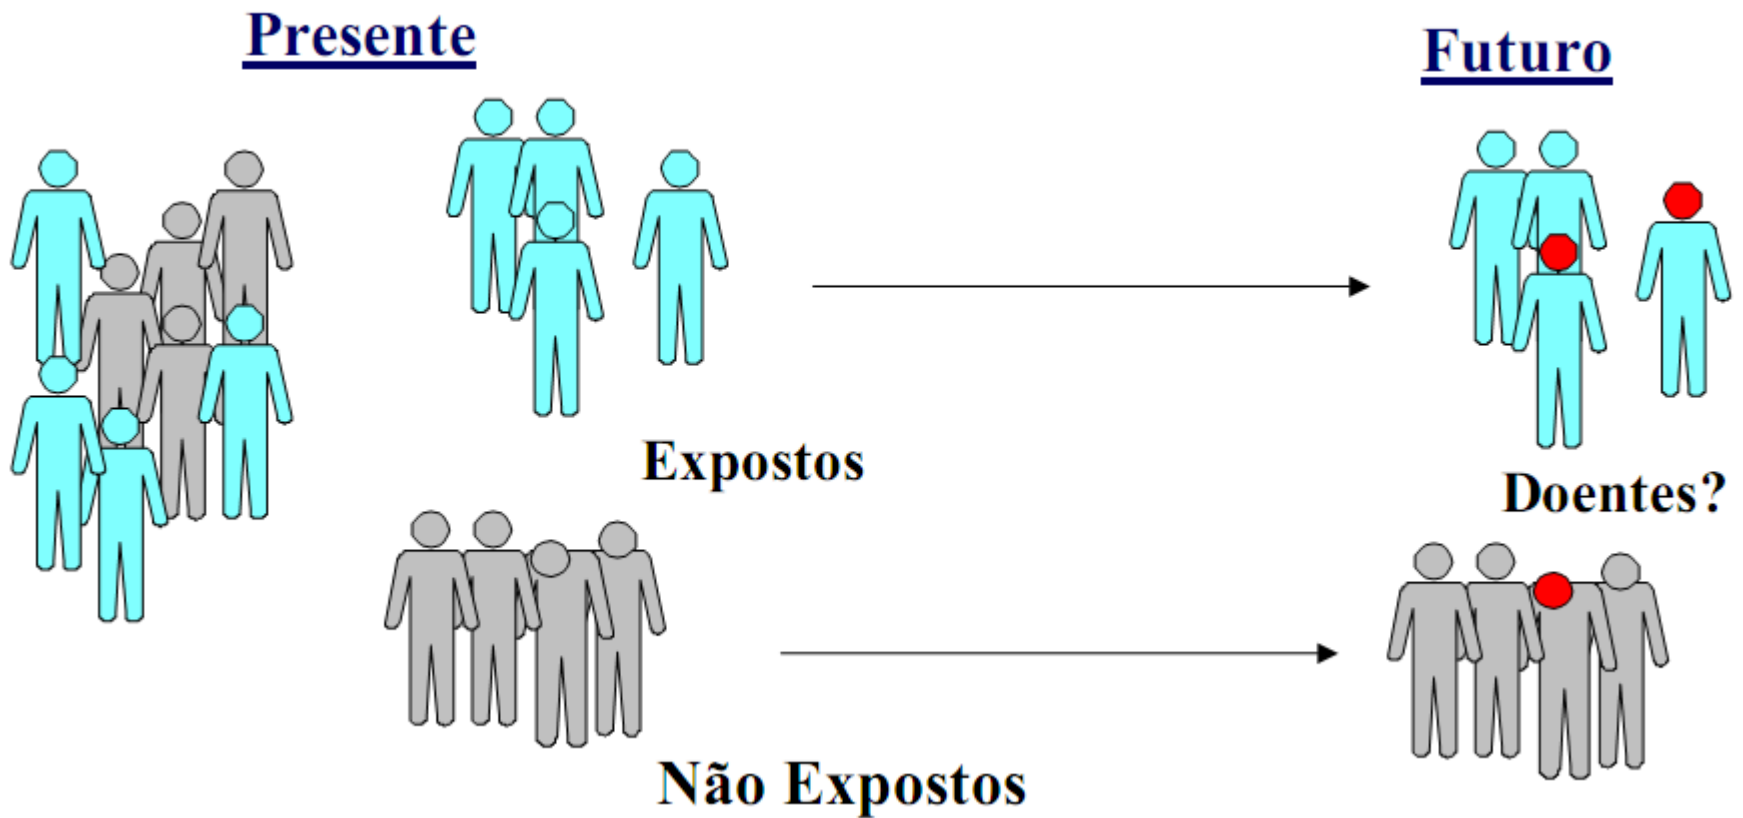 Presente
Futuro
Expostos
Doentes?
Não Expostos